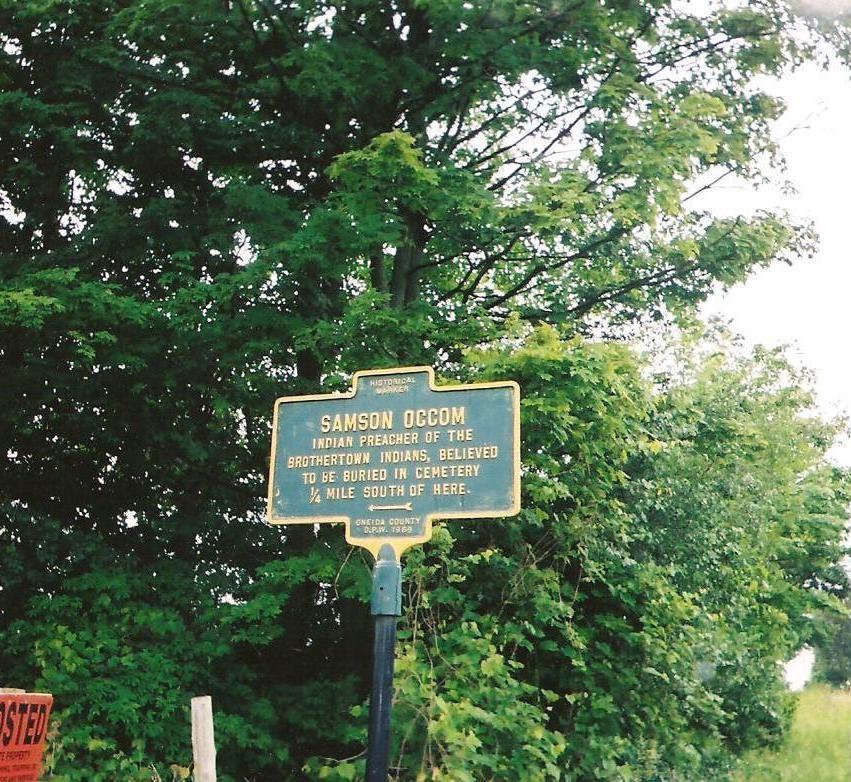 HISTORICAL
MARKER
SAMSON OCCOM
INDIAN PREACHER OF THE
BROTHERTOWN INDIANS, BELIEVED
TO BE BURIED IN CEMETERY
¼ MILE SOUTH OF HERE.
ONEIDA COUNTY
D.P.W. 1969
OSTED
PROPERTY